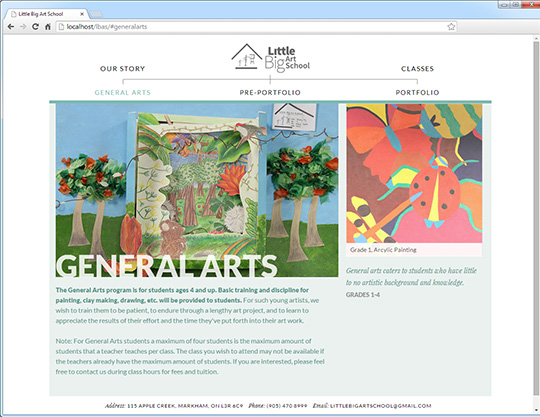 Little Big Art School
localhost/lbas/#generalarts
OUR STORY
Little
Big Art
School
CLASSES
GENERAL ARTS
PRE-PORTFOLIO
PORTFOLIO
GENERAL ARTS
Grade 1, Arcylic Painting
The General Arts program is for students ages 4 and up. Basic training and discipline for
painting, clay making, drawing, etc. will be provided to students. For such young artists, we
wish to train them to be patient, to endure through a lengthy art project, and to learn to
appreciate the results of their effort and the time they've put forth into their art work.
Note: For General Arts students a maximum of four students is the maximum amount of
students that a teacher teaches per class. The class you wish to attend may not be available if
the teachers already have the maximum amount of students. If you are interested, please feel
free to contact us during class hours for fees and tuition.
General arts caters to students who have little
to no artistic background and knowledge.
GRADES 1-4
Address: 115 APPLE CREEK, MARKHAM, ON L3R 6C9 Phone: (905) 470 8999 Email: LITTLEBIGARTSCHOOL@GMAIL.COM